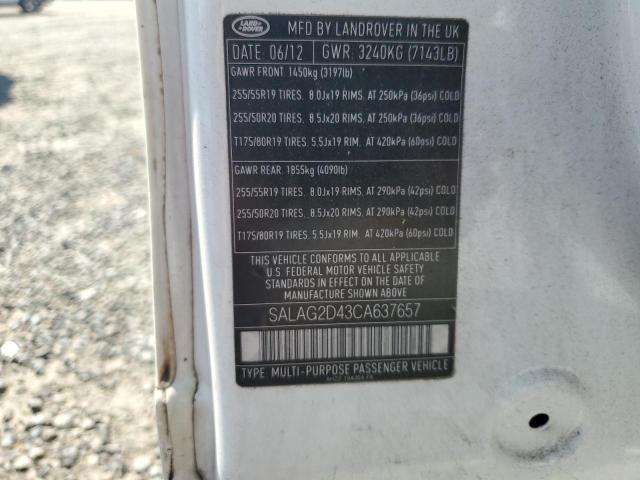 LAND ROVER
MFD BY LANDROVER IN THE UK
DATE: 06/12 GWR: 3240KG (7143LB)
GAWR FRONT 1450kg (3197lb)
255/55R19 TIRES. 8.0Jx19 RIMS. AT 250kPa (36psi) COLD
255/50R20 TIRES. 8.5Jx20 RIMS. AT 250kPa (36psi) COLD
T175/80R19 TIRES. 5.5Jx19 RIM. AT 420kPa (60psi) COLD
GAWR REAR. 1855kg (4090lb)
255/55R19 TIRES. 8.0Jx19 RIMS. AT 290kPa (42psi) COLD
255/50R20 TIRES. 8.5Jx20 RIMS. AT 290kPa (42psi) COLD
T175/80R19 TIRES. 5.5Jx19 RIM. AT 420kPa (60psi) COLD
THIS VEHICLE CONFORMS TO ALL APPLICABLE
U.S. FEDERAL MOTOR VEHICLE SAFETY
STANDARDS IN EFFECT ON THE DATE OF
MANUFACTURE SHOWN ABOVE
SALAG2D43CA637657
TYPE: MULTI-PURPOSE PASSENGER VEHICLE